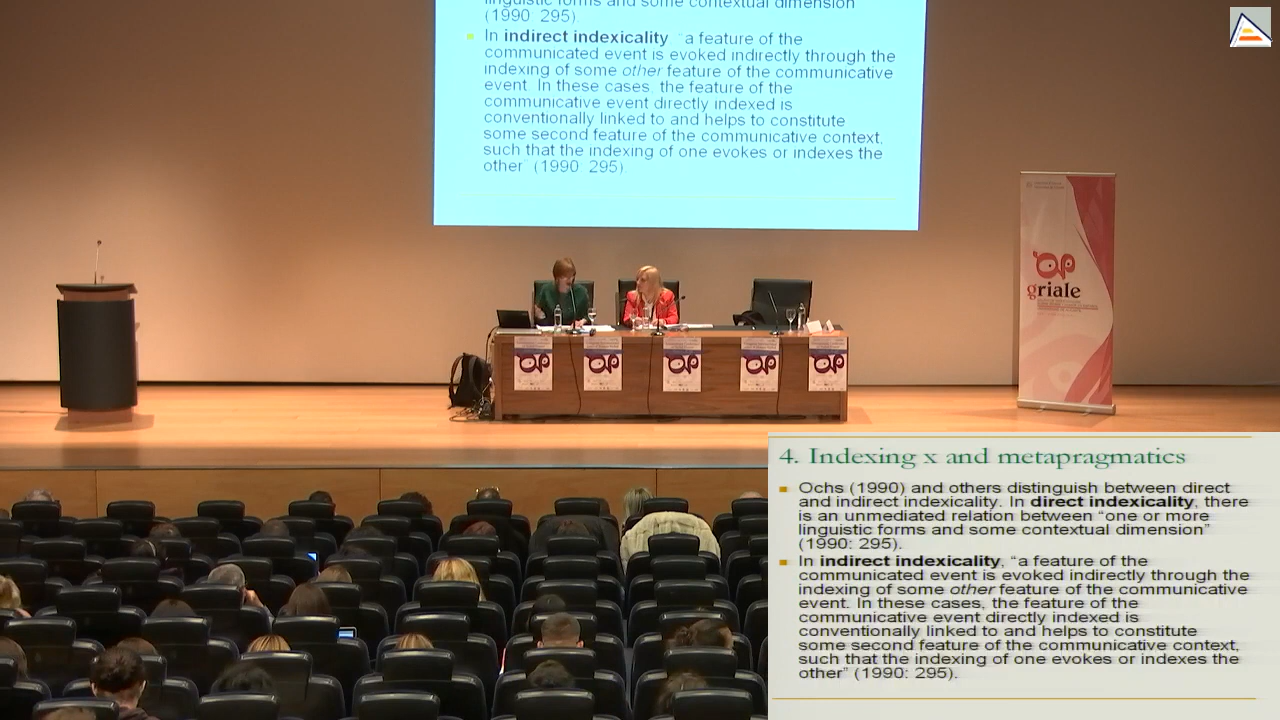 linguistic forms and some contextual dimension
(1990: 295).
In indirect indexicality, “a feature of the
communicated event is evoked indirectly through the
indexing of some other feature of the communicative
event. In these cases, the feature of the
communicative event directly indexed is
conventionally linked to and helps to constitute
some second feature of the communicative context,
such that the indexing of one evokes or indexes the
other” (1990: 295).
griale
4. Indexing x and metapragmatics
Ochs (1990) and others distinguish between direct
and indirect indexicality. In direct indexicality, there
is an unmediated relation between “one or more
linguistic forms and some contextual dimension”
(1990: 295).
In indirect indexicality, “a feature of the
communicated event is evoked indirectly through the
indexing of some other feature of the communicative
event. In these cases, the feature of the
communicative event directly indexed is
conventionally linked to and helps to constitute
some second feature of the communicative context,
such that the indexing of one evokes or indexes the
other” (1990: 295).